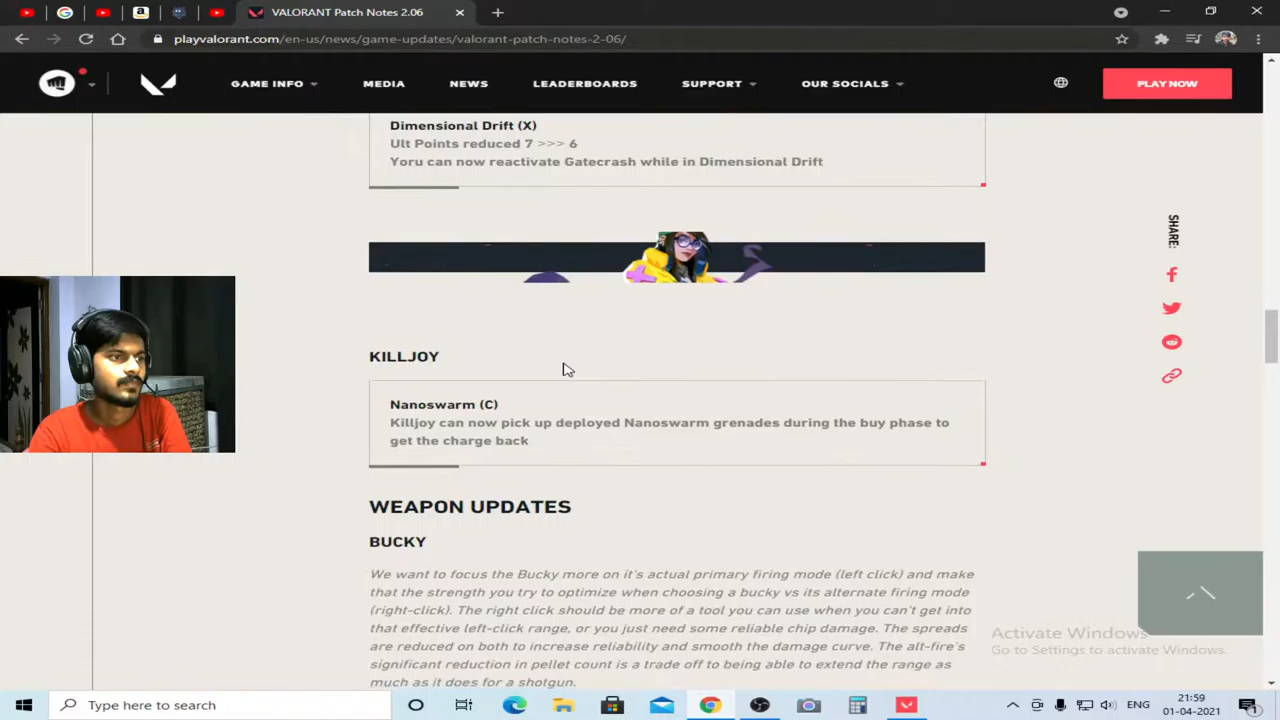 VALORANT Patch Notes 2.06
playvalorant.com/en-us/news/game-updates/valorant-patch-notes-2-06/
GAME INFO
MEDIA
NEWS
LEADERBOARDS
SUPPORT
OUR SOCIALS
PLAY NOW
Dimensional Drift (X)
Ult Points reduced 7 >>> 6
Yoru can now reactivate Gatecrash while in Dimensional Drift
SHARE:
KILLJOY
Nanoswarm (C)
Killjoy can now pick up deployed Nanoswarm grenades during the buy phase to
get the charge back
WEAPON UPDATES
BUCKY
We want to focus the Bucky more on it's actual primary firing mode (left click) and make
that the strength you try to optimize when choosing a bucky vs its alternate firing mode
(right-click). The right click should be more of a tool you can use when you can't get into
that effective left-click range, or you just need some reliable chip damage. The spreads
are reduced on both to increase reliability and smooth the damage curve. The alt-fire's
significant reduction in pellet count is a trade off to being able to extend the range as
much as it does for a shotgun.
Activate Windows
Go to Settings to activate Windows.
Type here to search
ENG
21:59
01-04-2021
1